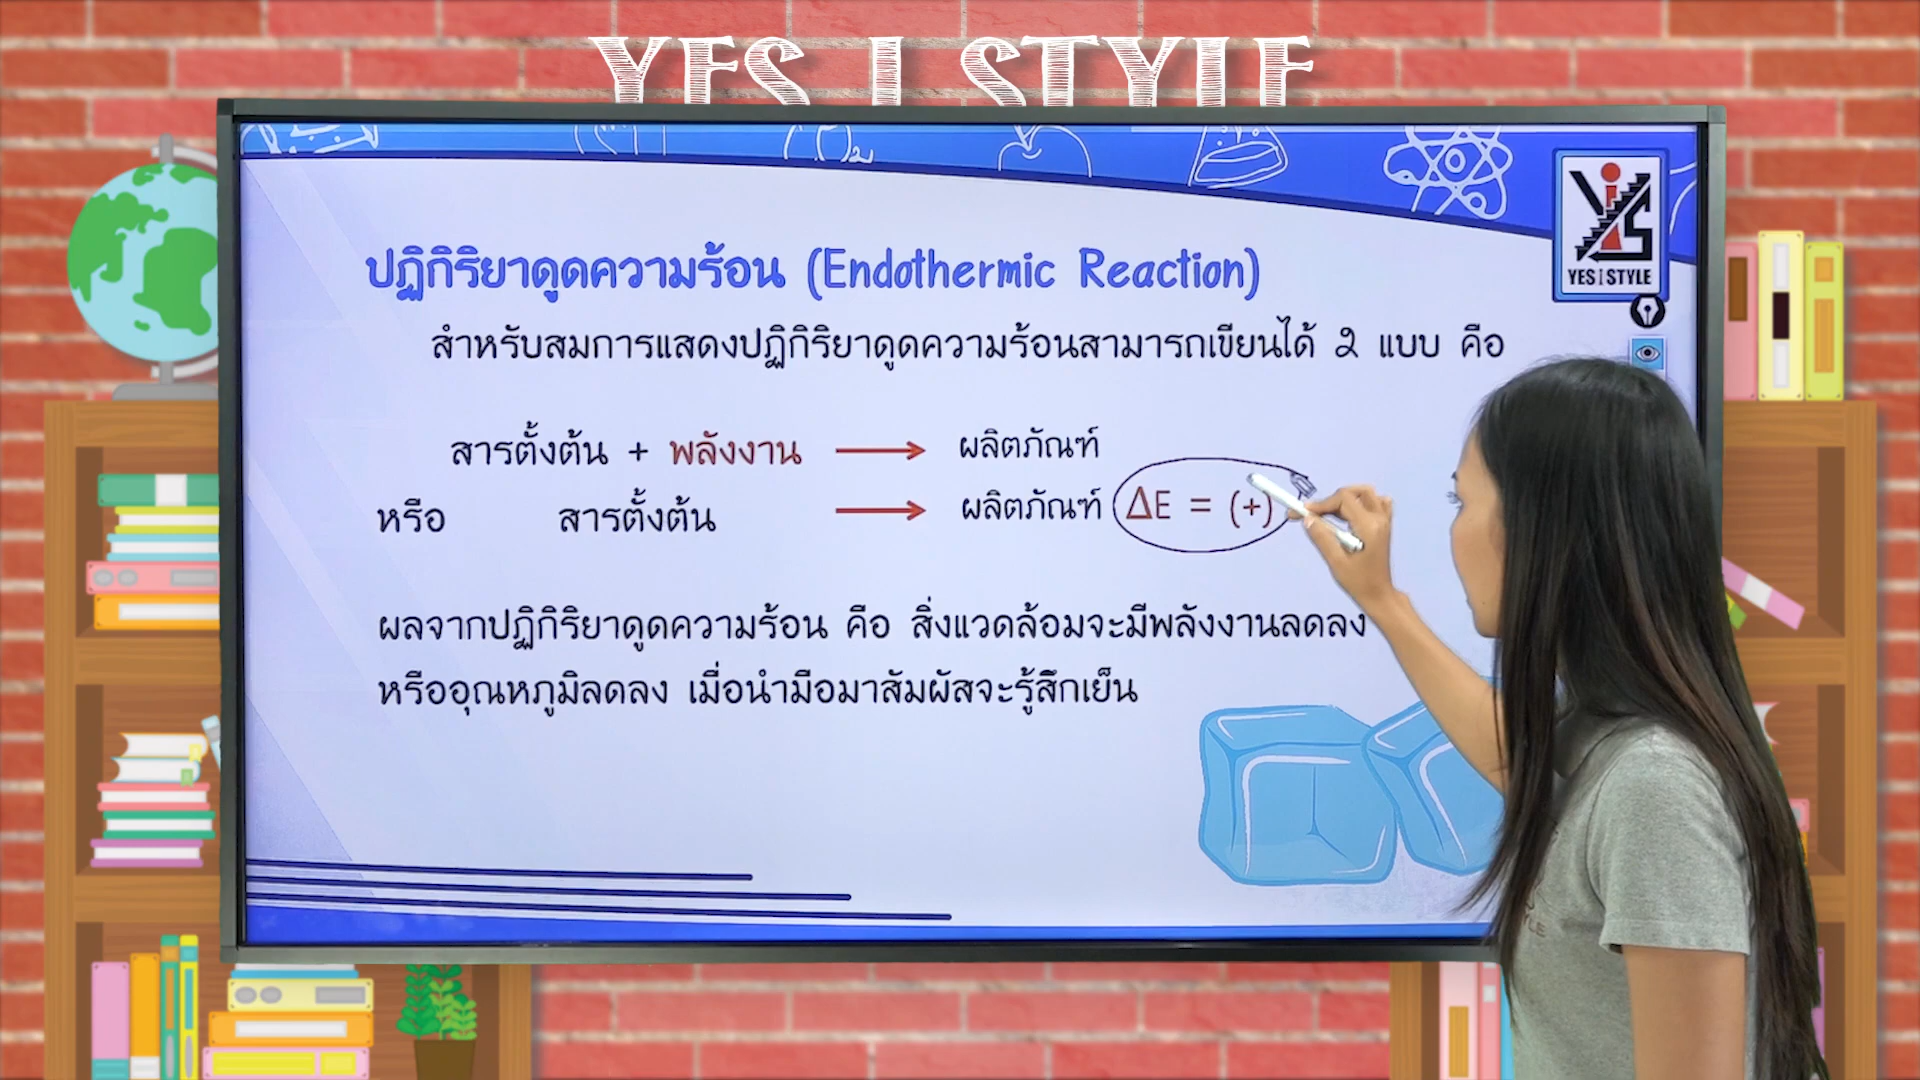 YES I STYLE
YES I STYLE
ปฏิกิริยาดูดความร้อน (Endothermic Reaction)
สำหรับสมการแสดงปฏิกิริยาดูดความร้อนสามารถเขียนได้ 2 แบบ คือ
สารตั้งต้น + พลังงาน → ผลิตภัณฑ์
หรือ สารตั้งต้น → ผลิตภัณฑ์ ΔE = (+)
ผลจากปฏิกิริยาดูดความร้อน คือ สิ่งแวดล้อมจะมีพลังงานลดลง
หรืออุณหภูมิลดลง เมื่อนำมือมาสัมผัสจะรู้สึกเย็น